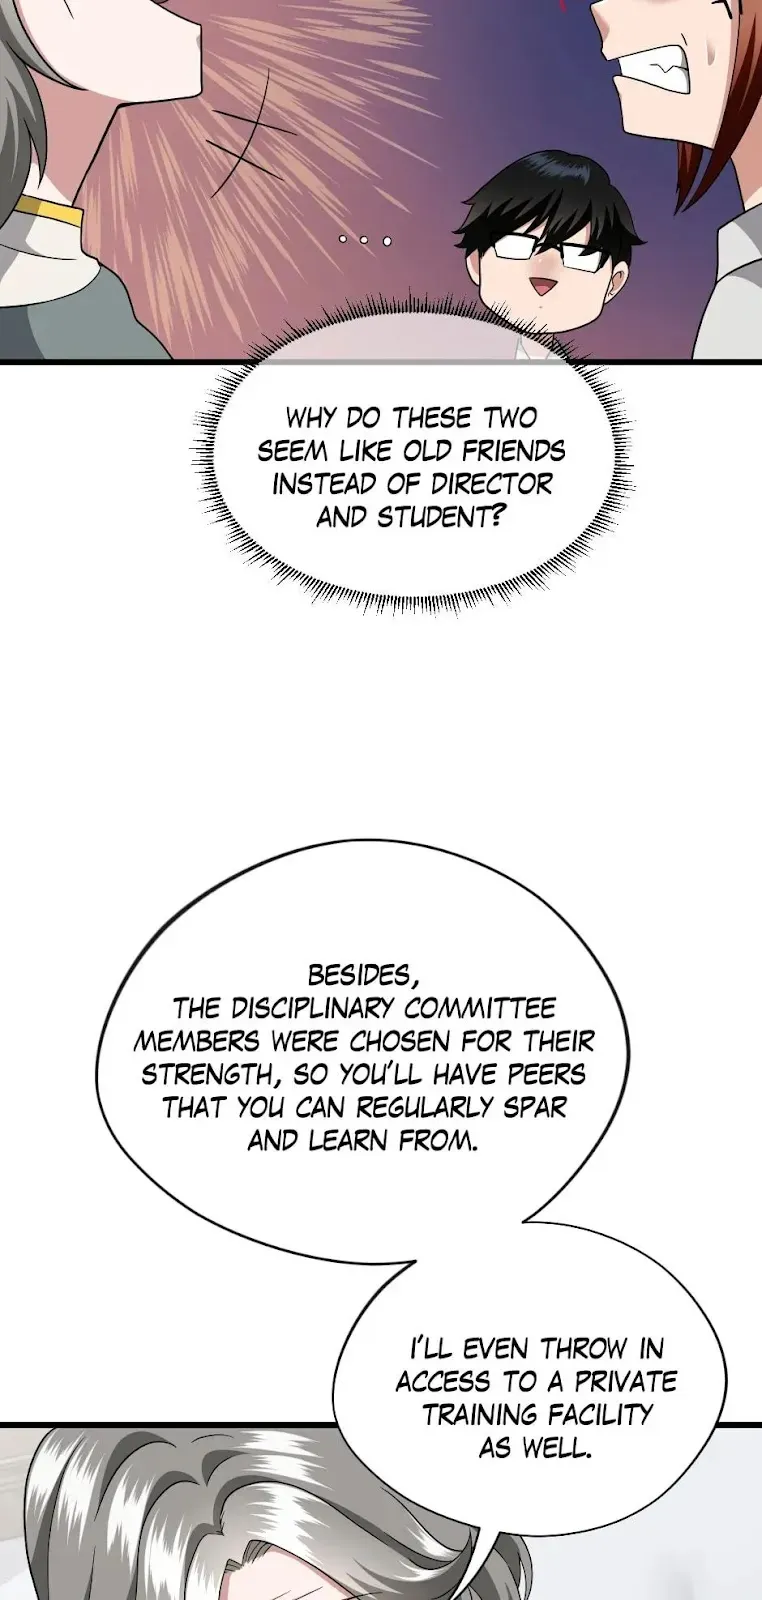 WHY DO THESE TWO
SEEM LIKE OLD FRIENDS
INSTEAD OF DIRECTOR
AND STUDENT?
BESIDES,
THE DISCIPLINARY COMMITTEE
MEMBERS WERE CHOSEN FOR THEIR
STRENGTH, SO YOU'LL HAVE PEERS
THAT YOU CAN REGULARLY SPAR
AND LEARN FROM.
I'LL EVEN THROW IN
ACCESS TO A PRIVATE
TRAINING FACILITY
AS WELL.